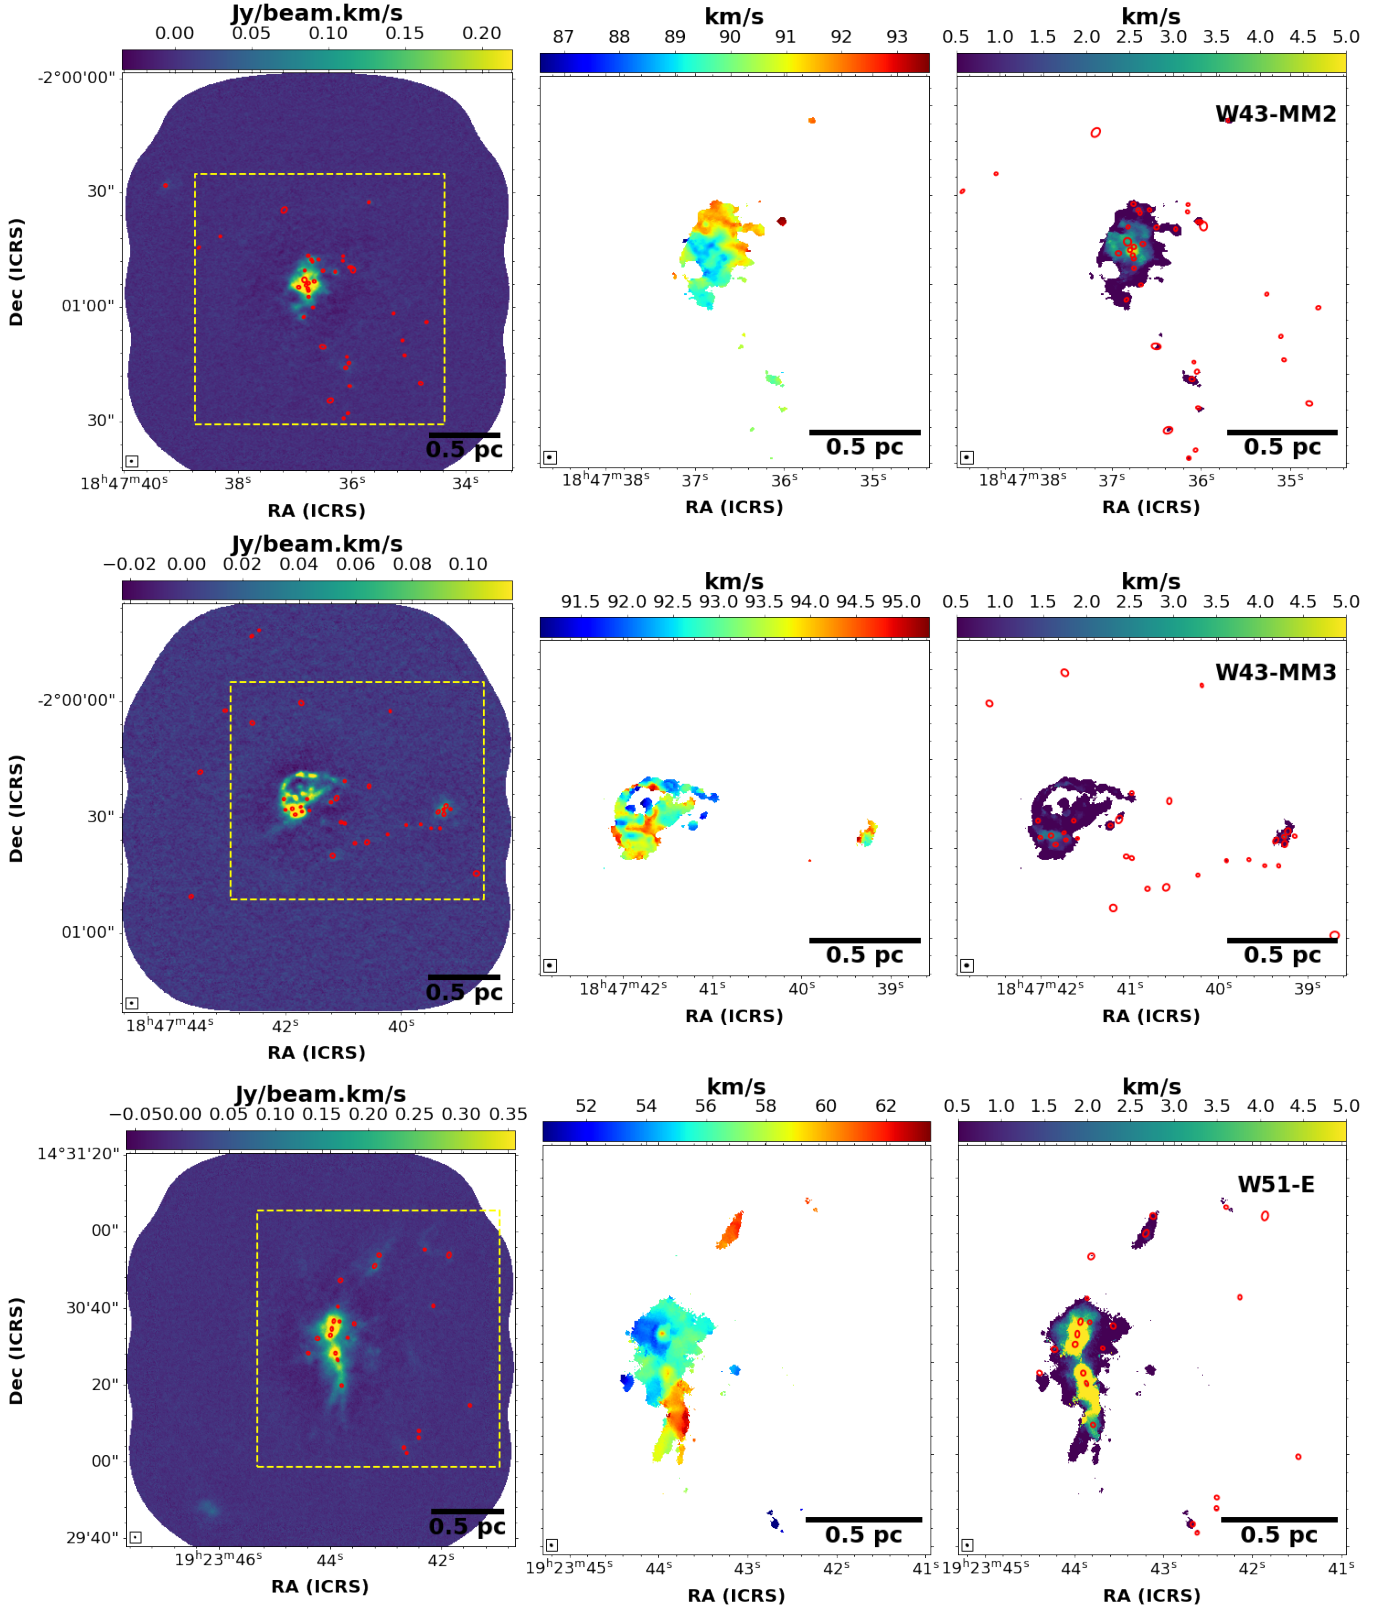 Jy/beam.km/s
0.00 0.05 0.10 0.15 0.20
km/s
87 88 89 90 91 92 93
km/s
0.5 1.0 1.5 2.0 2.5 3.0 3.5 4.0 4.5 5.0
-2°00'00"
30"
01'00"
30"
Dec (ICRS)
0.5 pc
18ʰ47ᵐ40ˢ 38ˢ 36ˢ 34ˢ
RA (ICRS)
0.5 pc
18ʰ47ᵐ38ˢ 37ˢ 36ˢ 35ˢ
RA (ICRS)
W43-MM2
0.5 pc
18ʰ47ᵐ38ˢ 37ˢ 36ˢ 35ˢ
RA (ICRS)
Jy/beam.km/s
−0.02 0.00 0.02 0.04 0.06 0.08 0.10
km/s
91.5 92.0 92.5 93.0 93.5 94.0 94.5 95.0
km/s
0.5 1.0 1.5 2.0 2.5 3.0 3.5 4.0 4.5 5.0
-2°00'00"
30"
01'00"
Dec (ICRS)
0.5 pc
18ʰ47ᵐ44ˢ 42ˢ 40ˢ
RA (ICRS)
0.5 pc
18ʰ47ᵐ42ˢ 41ˢ 40ˢ 39ˢ
RA (ICRS)
W43-MM3
0.5 pc
18ʰ47ᵐ42ˢ 41ˢ 40ˢ 39ˢ
RA (ICRS)
Jy/beam.km/s
−0.05 0.00 0.05 0.10 0.15 0.20 0.25 0.30 0.35
km/s
52 54 56 58 60 62
km/s
0.5 1.0 1.5 2.0 2.5 3.0 3.5 4.0 4.5 5.0
14°31'20"
00"
30'40"
20"
00"
29'40"
Dec (ICRS)
0.5 pc
19ʰ23ᵐ46ˢ 44ˢ 42ˢ
RA (ICRS)
0.5 pc
19ʰ23ᵐ45ˢ 44ˢ 43ˢ 42ˢ 41ˢ
RA (ICRS)
W51-E
0.5 pc
19ʰ23ᵐ45ˢ 44ˢ 43ˢ 42ˢ 41ˢ
RA (ICRS)